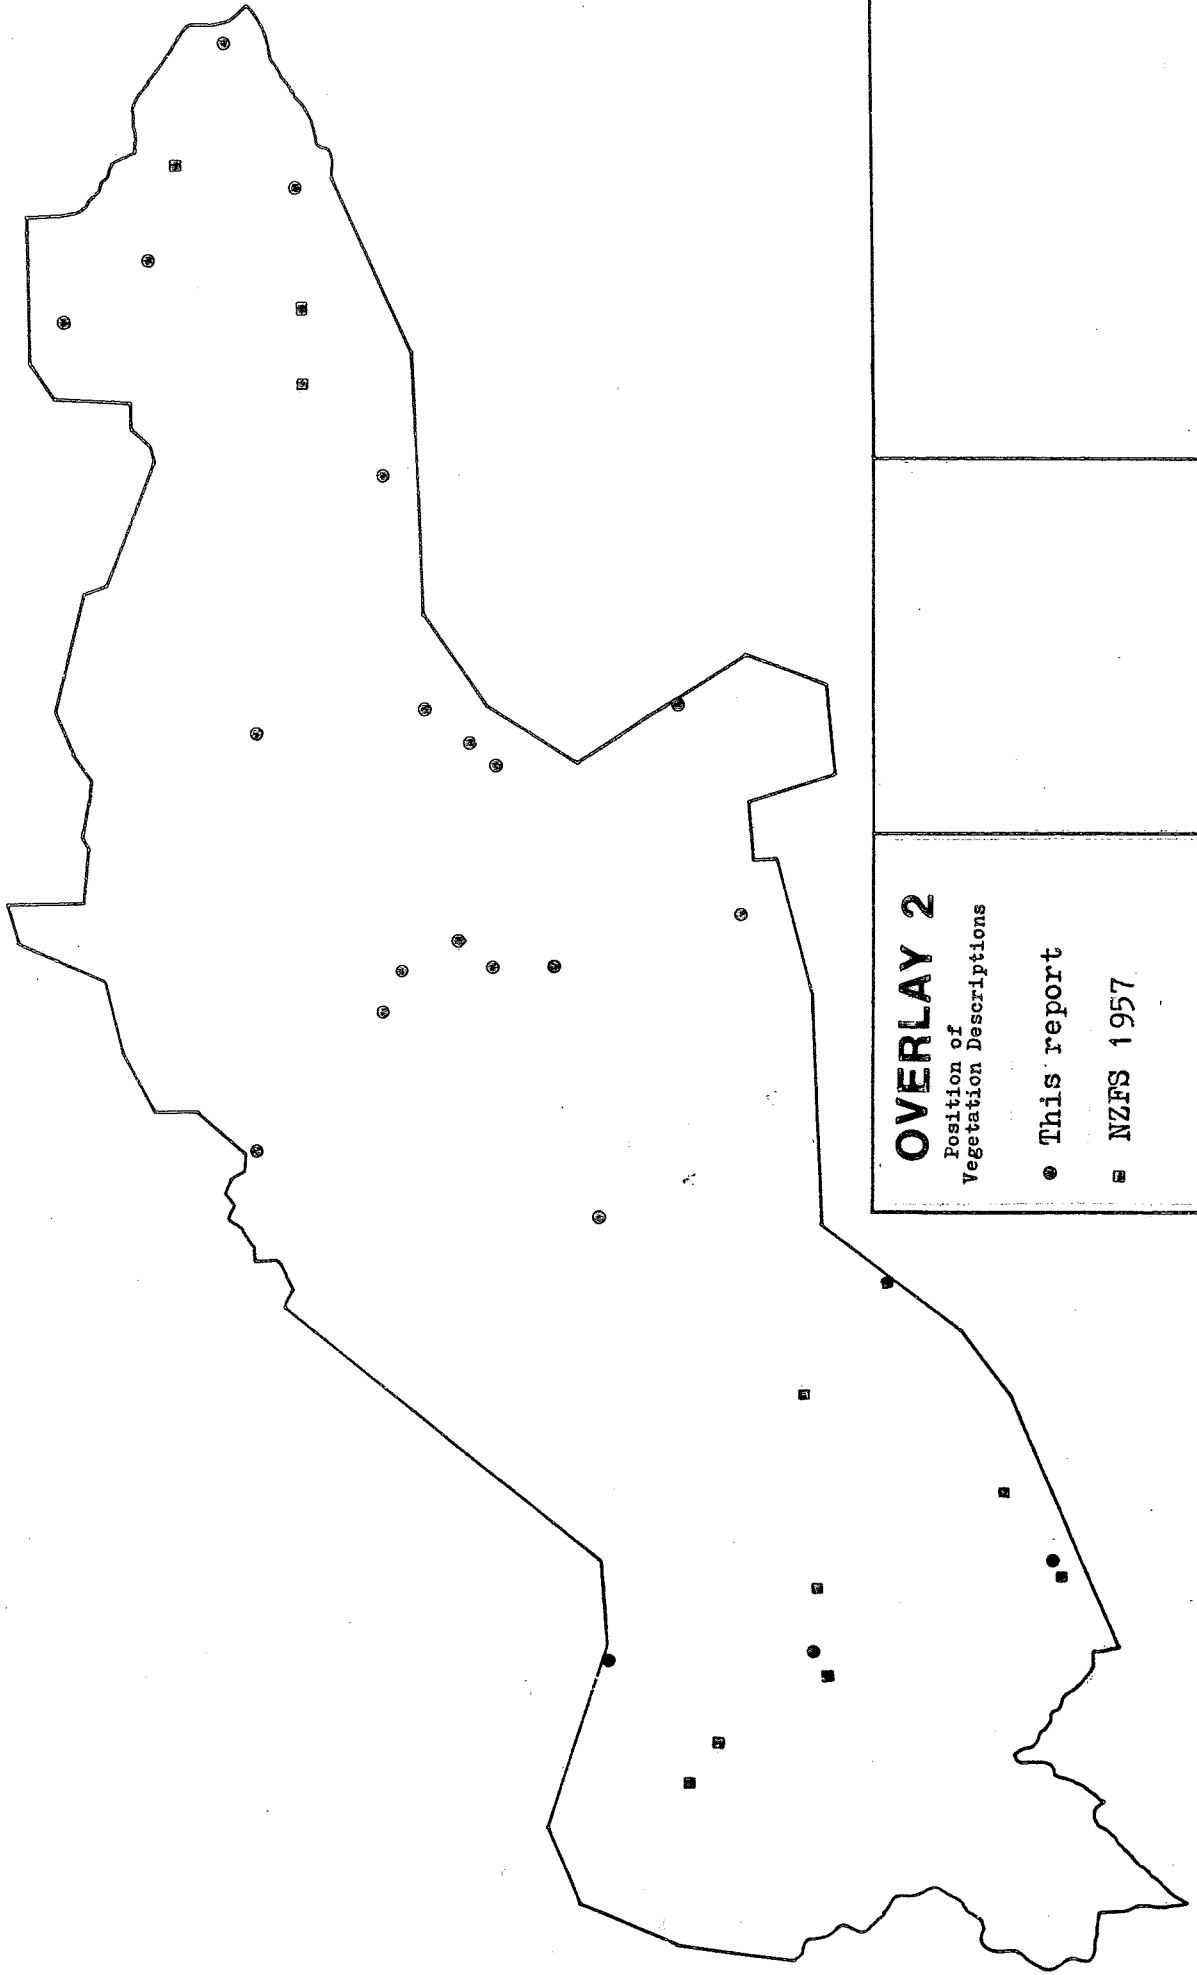 OVERLAY 2
Position of
Vegetation Descriptions
This report
NZFS 1957